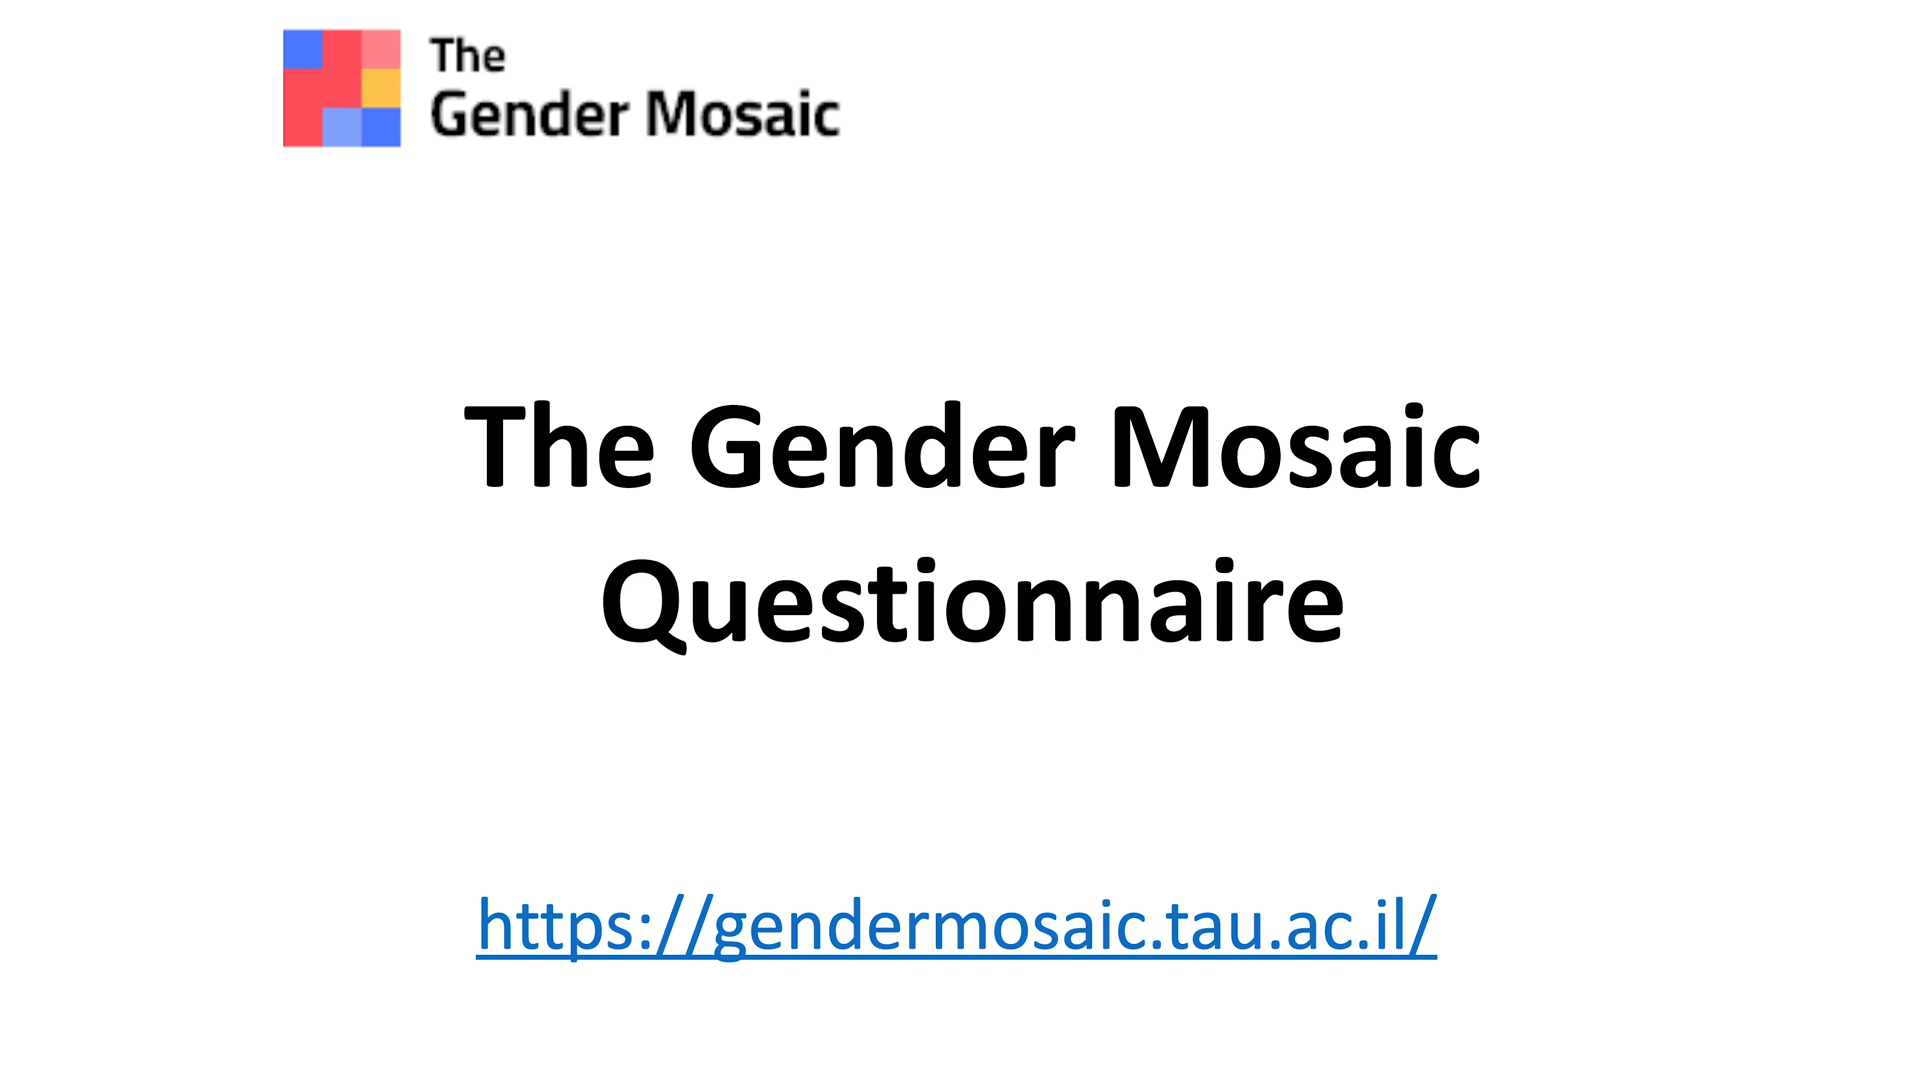 The
Gender Mosaic
The Gender Mosaic
Questionnaire
https://gendermosaic.tau.ac.il/